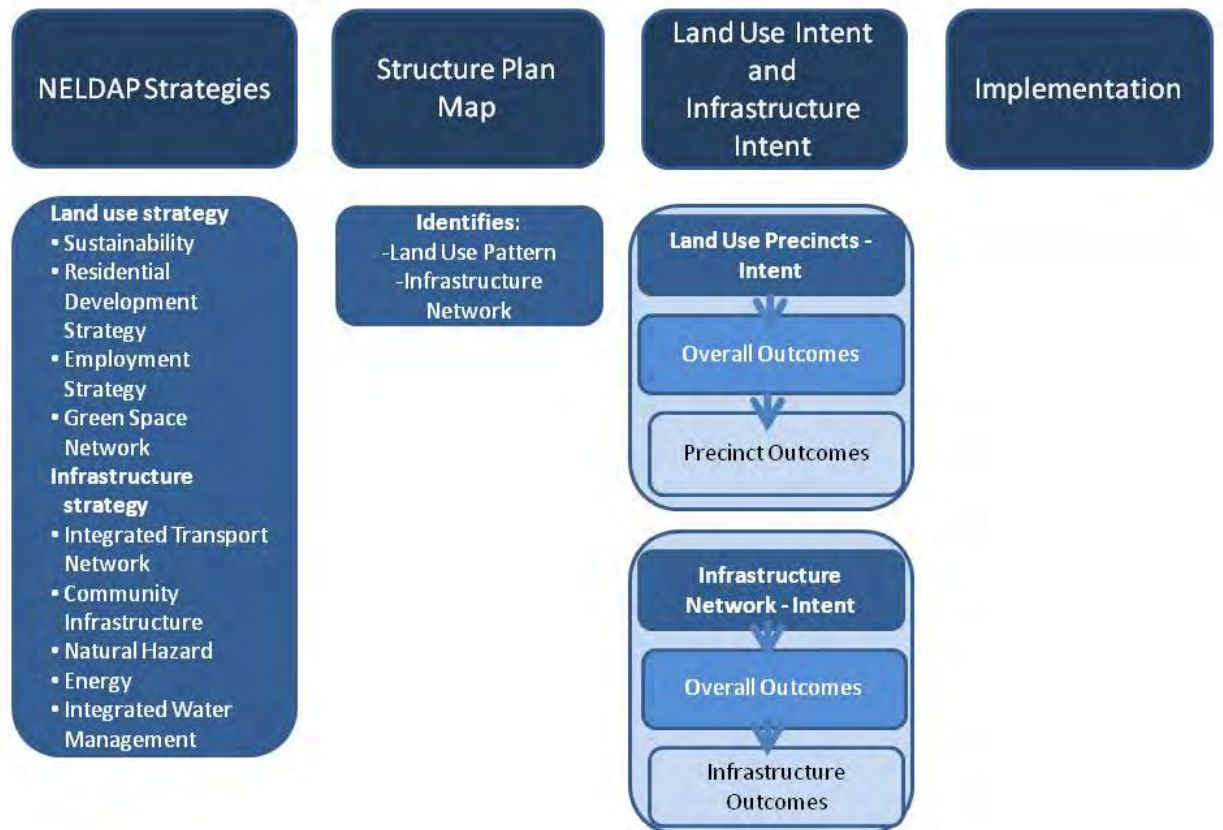 NELDAP Strategies
Structure Plan
Map
Land Use Intent
and
Infrastructure
Intent
Implementation
Land use strategy
• Sustainability
• Residential
Development
Strategy
• Employment
Strategy
• Green Space
Network
Infrastructure
strategy
• Integrated Transport
Network
• Community
Infrastructure
• Natural Hazard
• Energy
• Integrated Water
Management
Identifies:
-Land Use Pattern
-Infrastructure
Network
Land Use Precincts -
Intent
Overall Outcomes
Precinct Outcomes
Infrastructure
Network - Intent
Overall Outcomes
Infrastructure
Outcomes